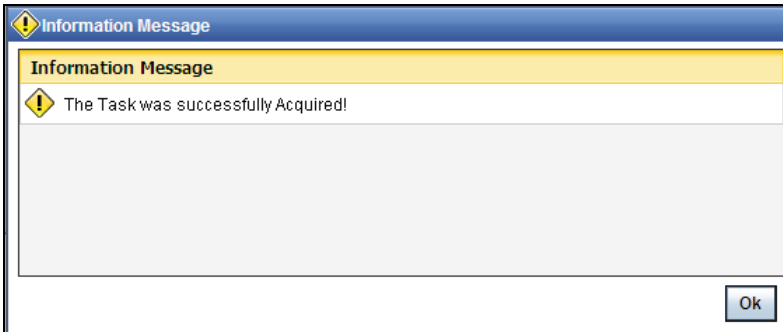 Information Message
Information Message
The Task was successfully Acquired!
Ok